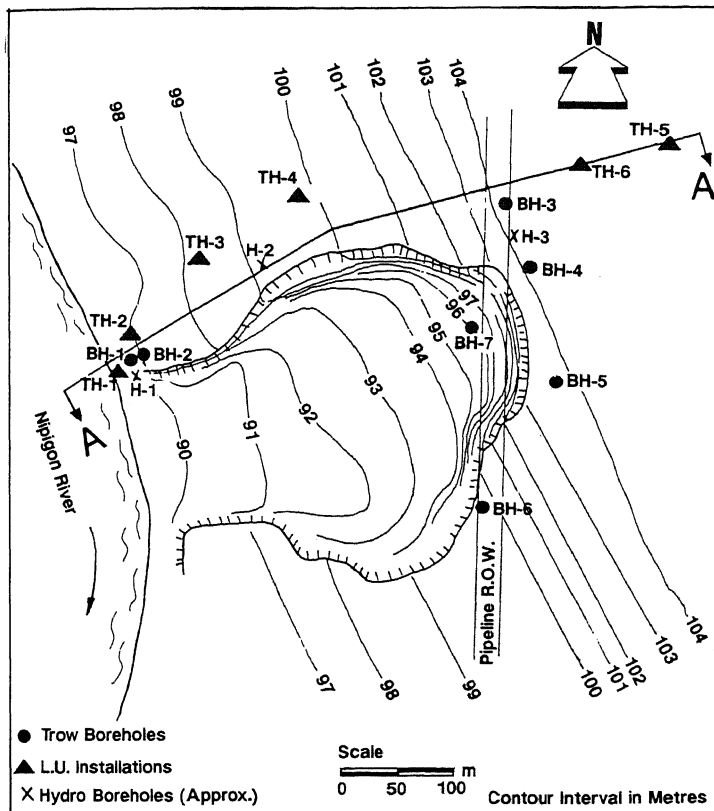 N
100
101
102
103
104
99
98
97
TH-5
TH-6
A
TH-4
BH-3
H-3
TH-3
H-2
BH-4
97
96
95
94
BH-7
TH-2
BH-1
BH-2
TH-1
H-1
93
92
91
90
BH-5
A
Nipigon River
BH-6
Pipeline R.O.W.
104
103
102
101
100
99
98
97
Trow Boreholes
L.U. Installations
Hydro Boreholes (Approx.)
Scale
0 50 100 m
Contour Interval in Metres